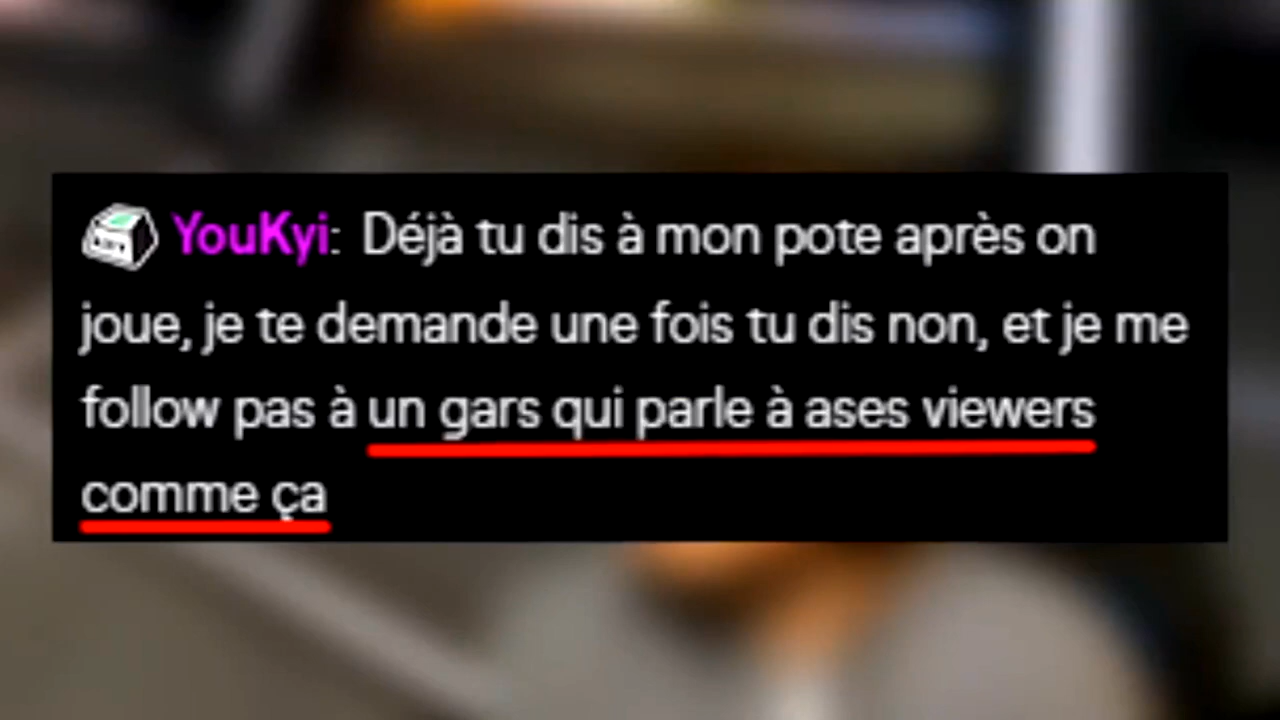 YouKyi: Déjà tu dis à mon pote après on
joue, je te demande une fois tu dis non, et je me
follow pas à un gars qui parle à ases viewers
comme ça